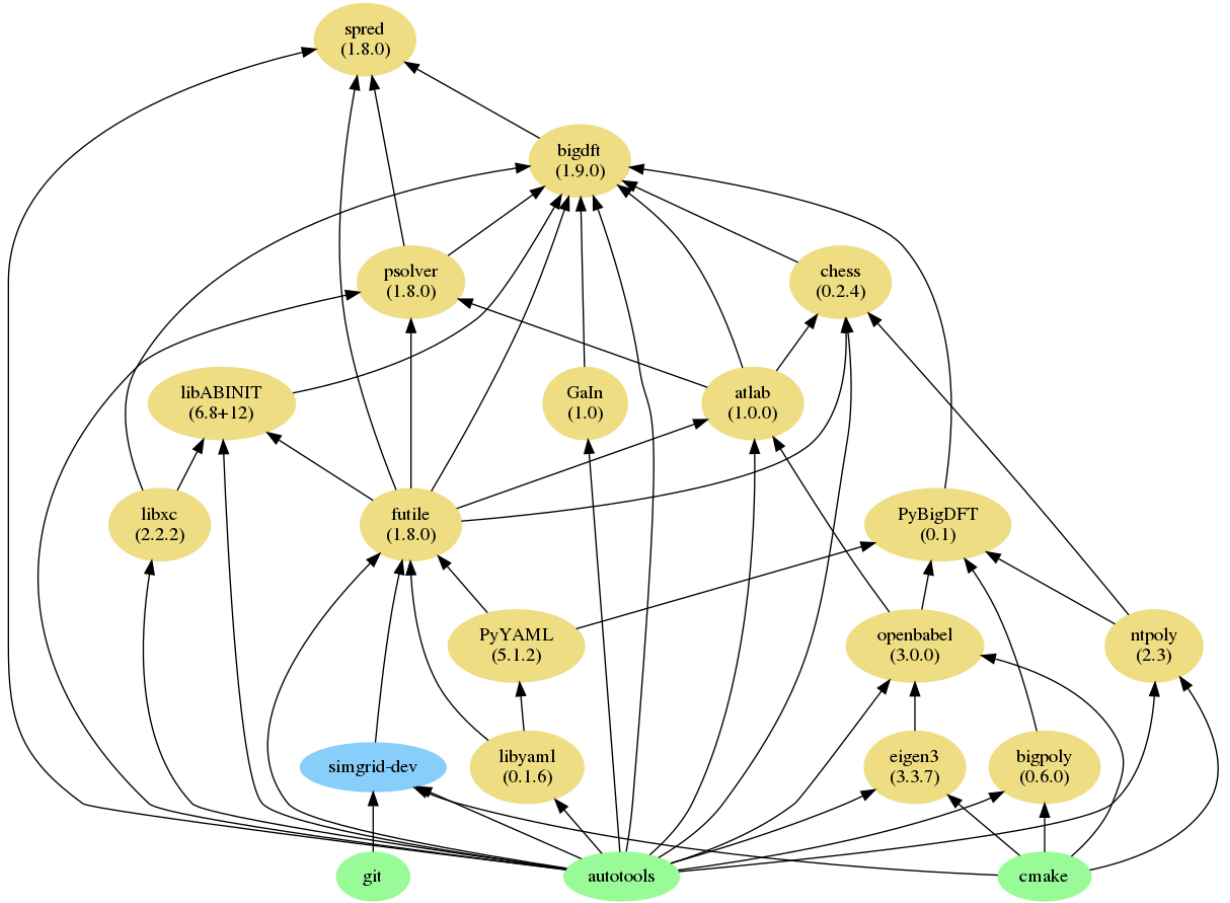 spred
(1.8.0)
bigdft
(1.9.0)
psolver
(1.8.0)
chess
(0.2.4)
libABINIT
(6.8+12)
GaIn
(1.0)
atlab
(1.0.0)
libxc
(2.2.2)
futile
(1.8.0)
PyBigDFT
(0.1)
PyYAML
(5.1.2)
openbabel
(3.0.0)
ntpoly
(2.3)
simgrid-dev
libyaml
(0.1.6)
eigen3
(3.3.7)
bigpoly
(0.6.0)
git
autotools
cmake